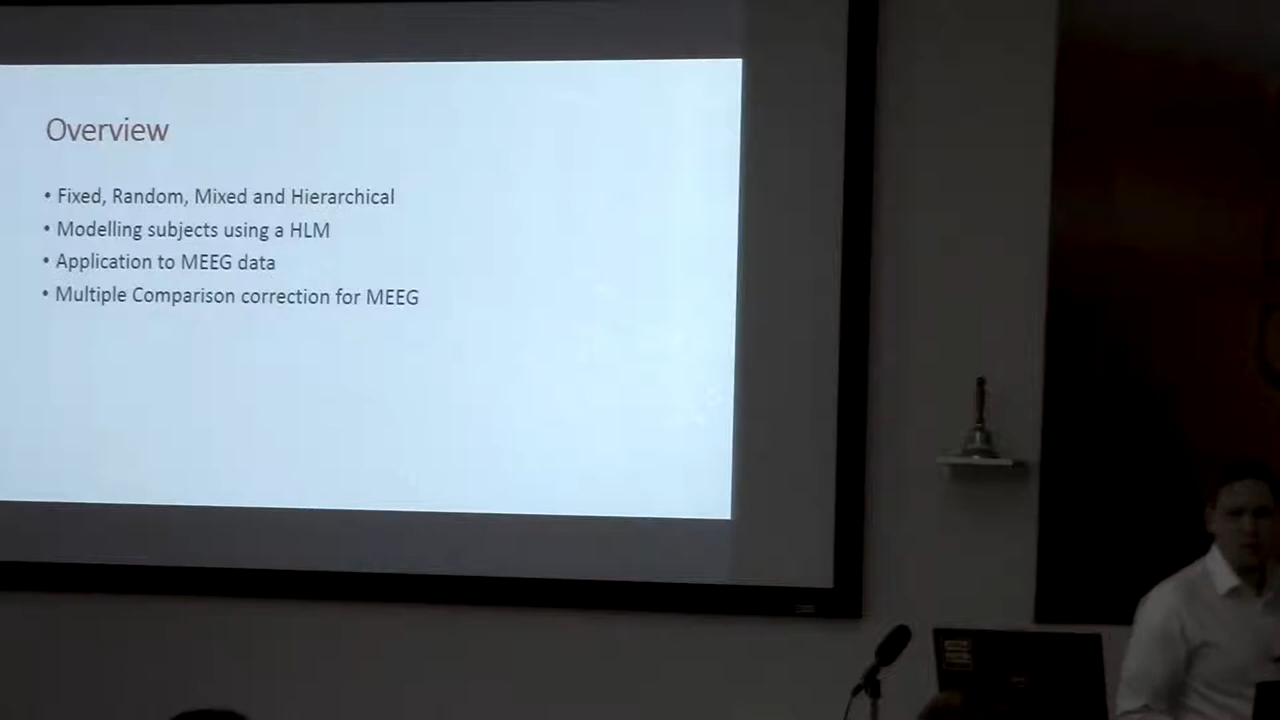 Overview
• Fixed, Random, Mixed and Hierarchical
• Modelling subjects using a HLM
• Application to MEEG data
• Multiple Comparison correction for MEEG